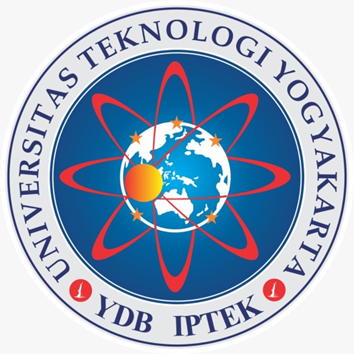 UNIVERSITAS TEKNOLOGI YOGYAKARTA
YDB IPTEK